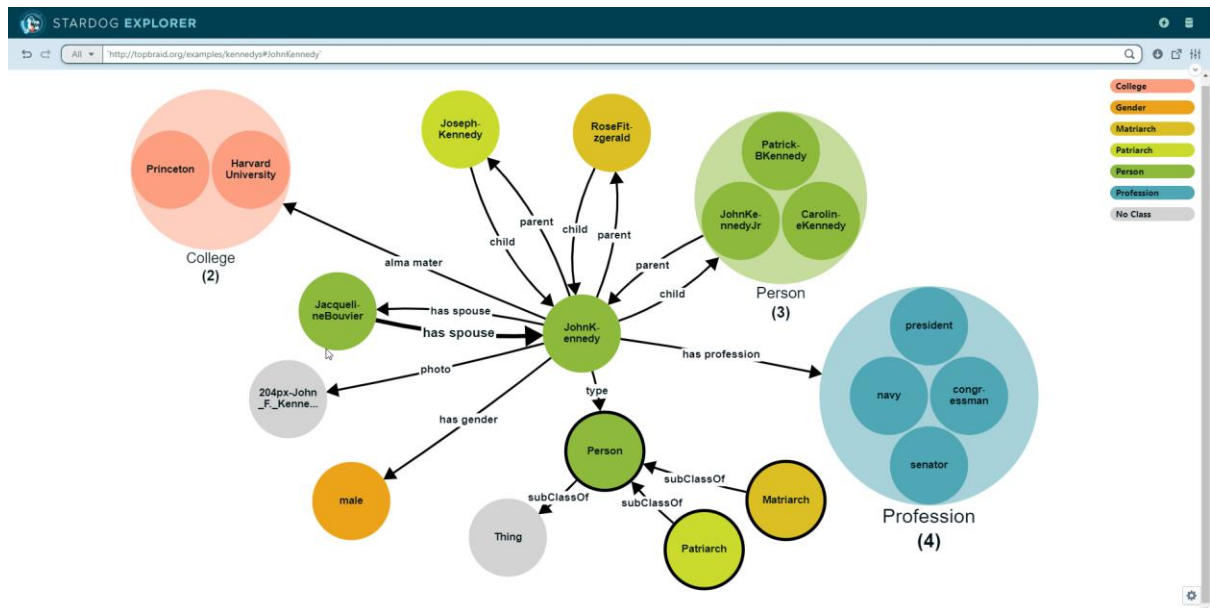 STARDOG EXPLORER
All
`http://topbraid.org/examples/kennedys#JohnKennedy`
College
Gender
Matriarch
Patriarch
Person
Profession
No Class
Princeton
Harvard
University
College
(2)
Joseph-
Kennedy
RoseFit-
zgerald
Patrick-
BKennedy
JohnKe-
nnedyJr
Carolin-
eKennedy
Person
(3)
child
parent
child
parent
parent
child
alma mater
Jacqueli-
neBouvier
has spouse
has spouse
JohnK-
ennedy
has profession
president
navy
congr-
essman
senator
Profession
(4)
photo
204px-John
_F._Kenne...
type
has gender
male
Person
subClassOf
subClassOf
subClassOf
Thing
Matriarch
Patriarch